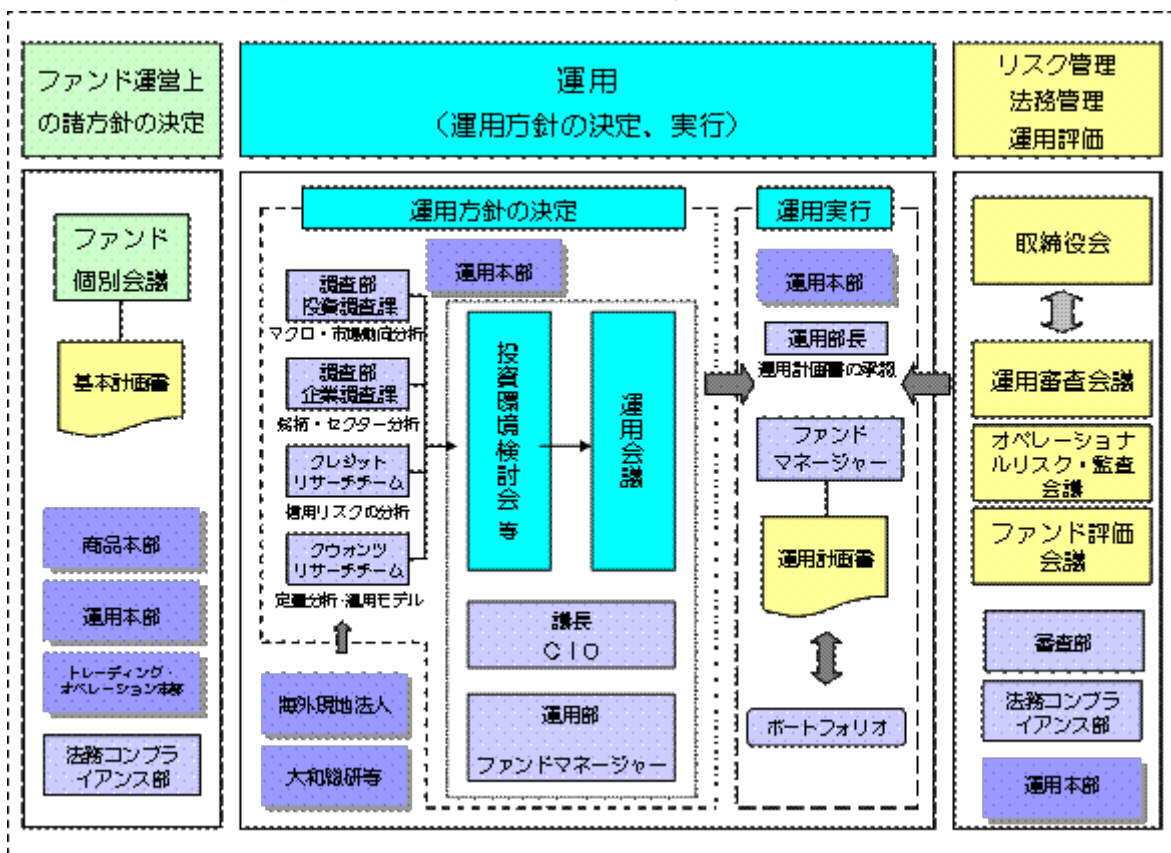 ファンド運営上
の諸方針の決定
運用
（運用方針の決定、実行）
リスク管理
法務管理
運用評価
ファンド
個別会議
基本計画書
商品本部
運用本部
トレーディング・
オペレーション本部
法務コンプラ
イアンス部
運用方針の決定
運用本部
調査部
投資調査課
マクロ・市場動向分析
調査部
企業調査課
銘柄・セクター分析
クレジット
リサーチチーム
信用リスクの分析
クウォンツ
リサーチチーム
定量分析・運用モデル
海外現地法人
大和総研等
投資環境検討会 等
運用会議
議長
ＣＩＯ
運用部
ファンドマネージャー
運用実行
運用本部
運用部長
運用計画書の承認
ファンド
マネージャー
運用計画書
ポートフォリオ
取締役会
運用審査会議
オペレーショナ
ルリスク・監査
会議
ファンド評価
会議
審査部
法務コンプラ
イアンス部
運用本部